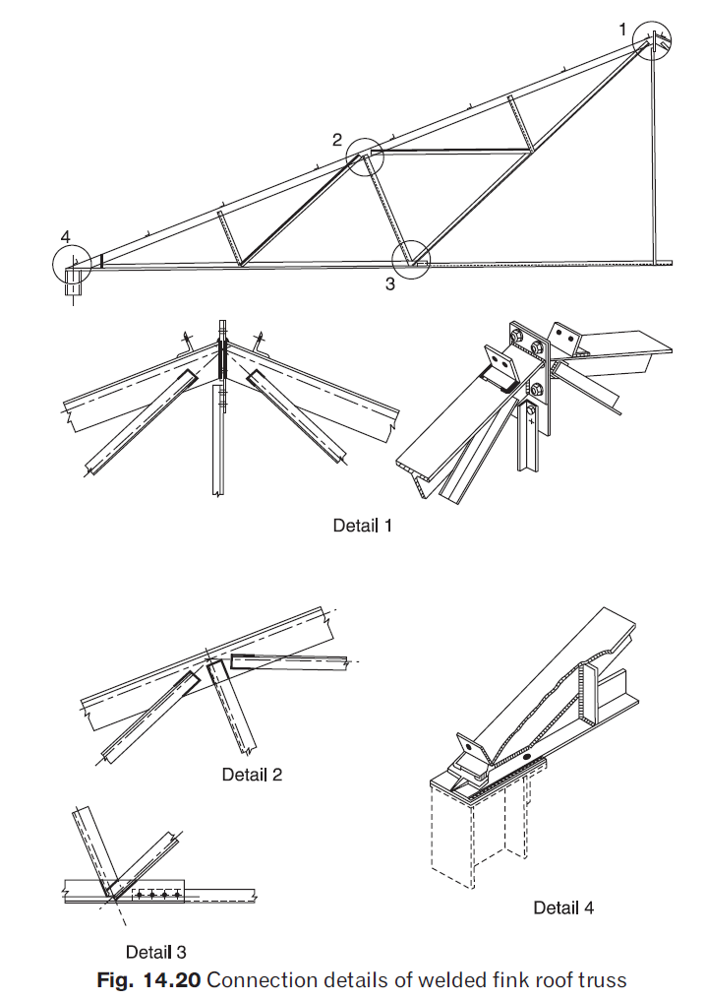 1
2
4
3
Detail 1
Detail 2
Detail 4
Detail 3
Fig. 14.20 Connection details of welded fink roof truss